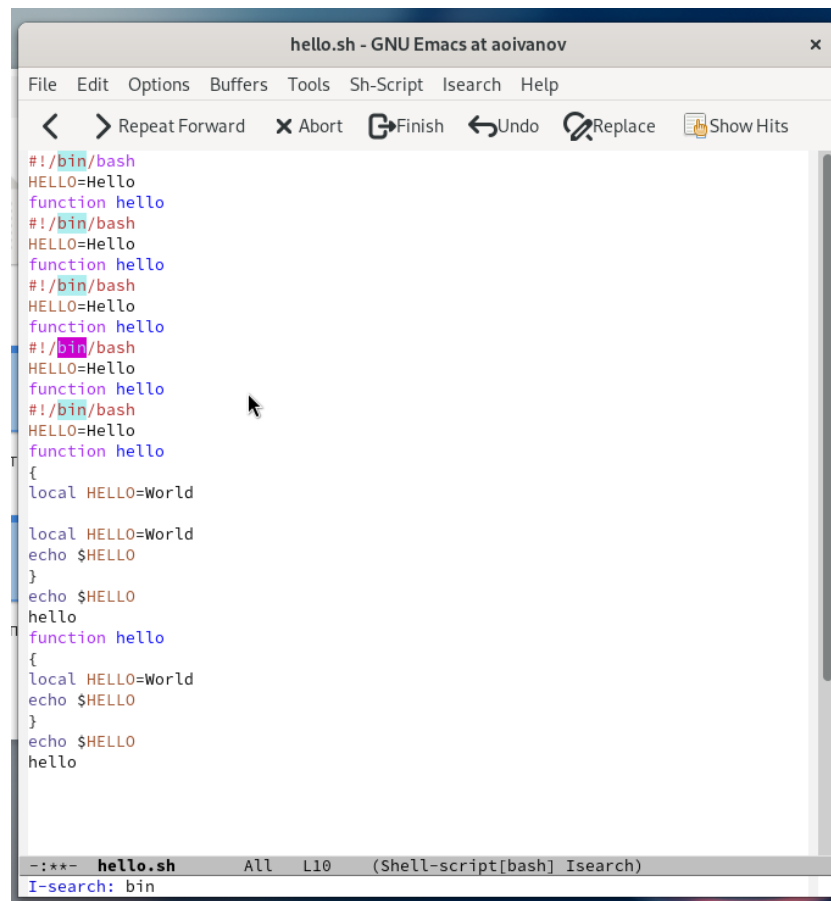 hello.sh - GNU Emacs at aoivanov ×
File Edit Options Buffers Tools Sh-Script Isearch Help
Repeat Forward Abort Finish Undo Replace Show Hits
#!/bin/bash
HELLO=Hello
function hello
#!/bin/bash
HELLO=Hello
function hello
#!/bin/bash
HELLO=Hello
function hello
#!/bin/bash
HELLO=Hello
function hello
#!/bin/bash
HELLO=Hello
function hello
{
local HELLO=World

local HELLO=World
echo $HELLO
}
echo $HELLO
hello
function hello
{
local HELLO=World
echo $HELLO
}
echo $HELLO
hello
-:**- hello.sh All L10 (Shell-script[bash] Isearch)
I-search: bin